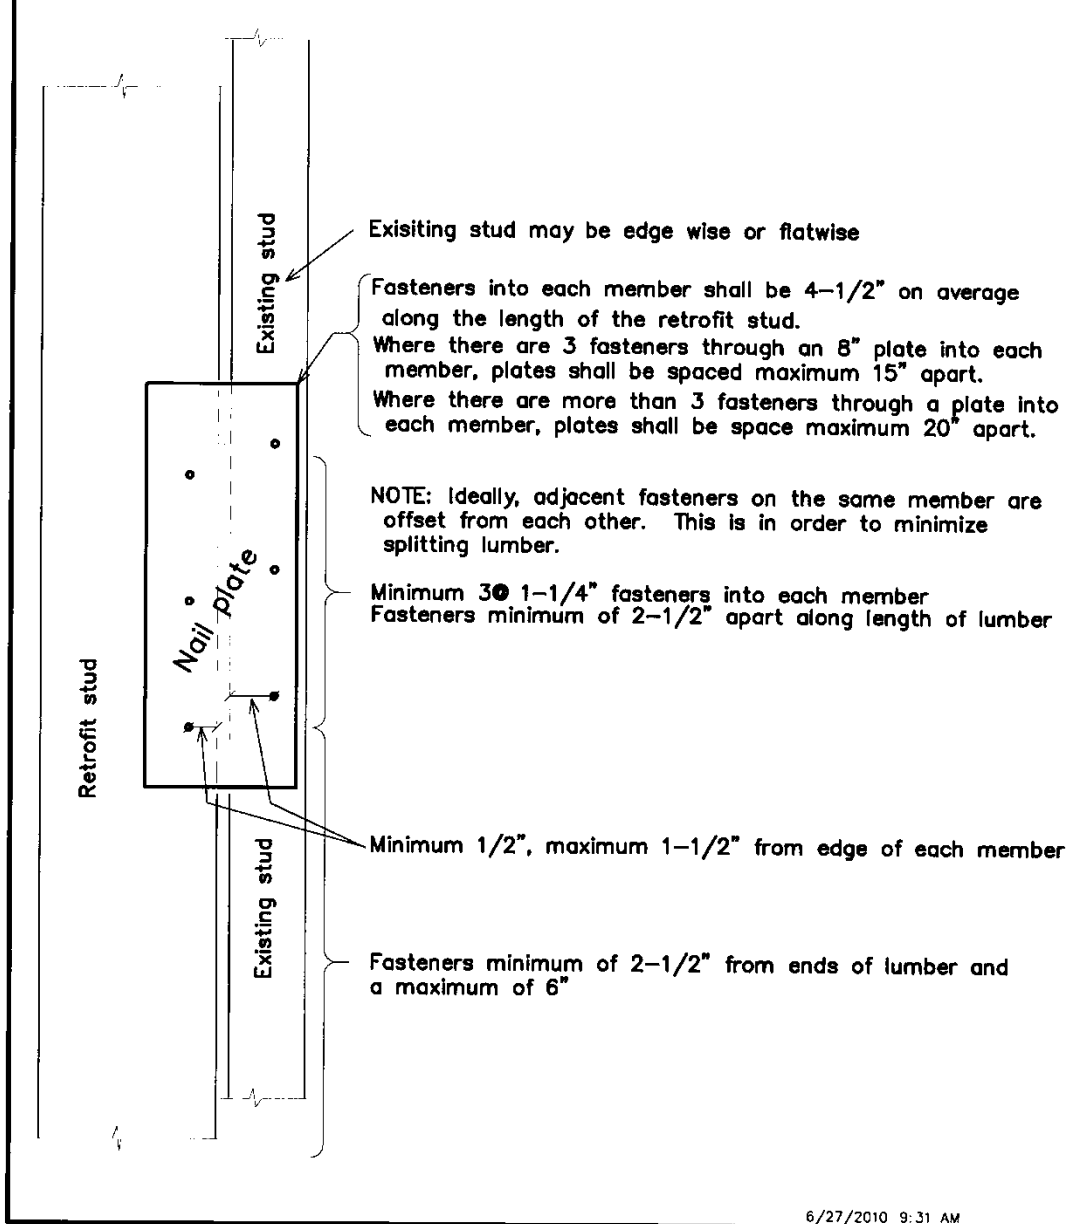 Existing stud
Exisiting stud may be edge wise or flatwise
Fasteners into each member shall be 4-1/2" on average
along the length of the retrofit stud.
Where there are 3 fasteners through an 8" plate into each
member, plates shall be spaced maximum 15" apart.
Where there are more than 3 fasteners through a plate into
each member, plates shall be space maximum 20" apart.
NOTE: Ideally, adjacent fasteners on the same member are
offset from each other. This is in order to minimize
splitting lumber.
Nail plate
Minimum 3@ 1-1/4" fasteners into each member
Fasteners minimum of 2-1/2" apart along length of lumber
Retrofit stud
Minimum 1/2", maximum 1-1/2" from edge of each member
Existing stud
Fasteners minimum of 2-1/2" from ends of lumber and
a maximum of 6"
6/27/2010 9:31 AM